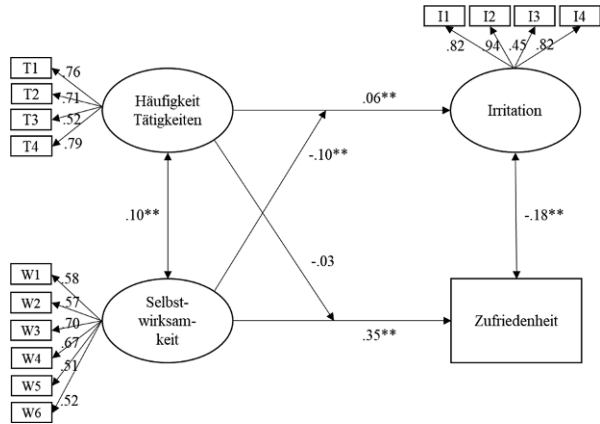 I1
I2
I3
I4
.82
.94
.45
.82
T1
T2
T3
T4
.76
.71
.52
.79
Häufigkeit
Tätigkeiten
.06**
Irritation
-.10**
.10**
-.18**
-.03
W1
W2
W3
W4
W5
W6
.58
.57
.70
.67
.51
.52
Selbst-
wirksam-
keit
.35**
Zufriedenheit